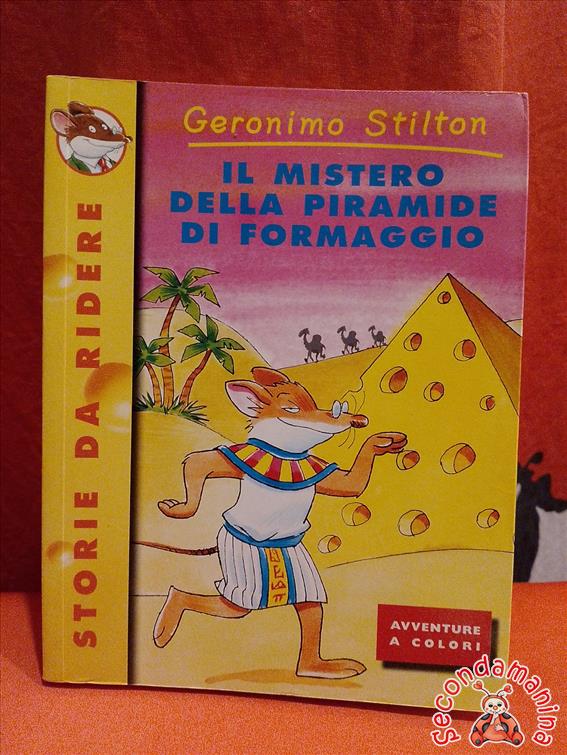 Geronimo Stilton
IL MISTERO
DELLA PIRAMIDE
DI FORMAGGIO
STORIE DA RIDERE
AVVENTURE
A COLORI
secondamanina